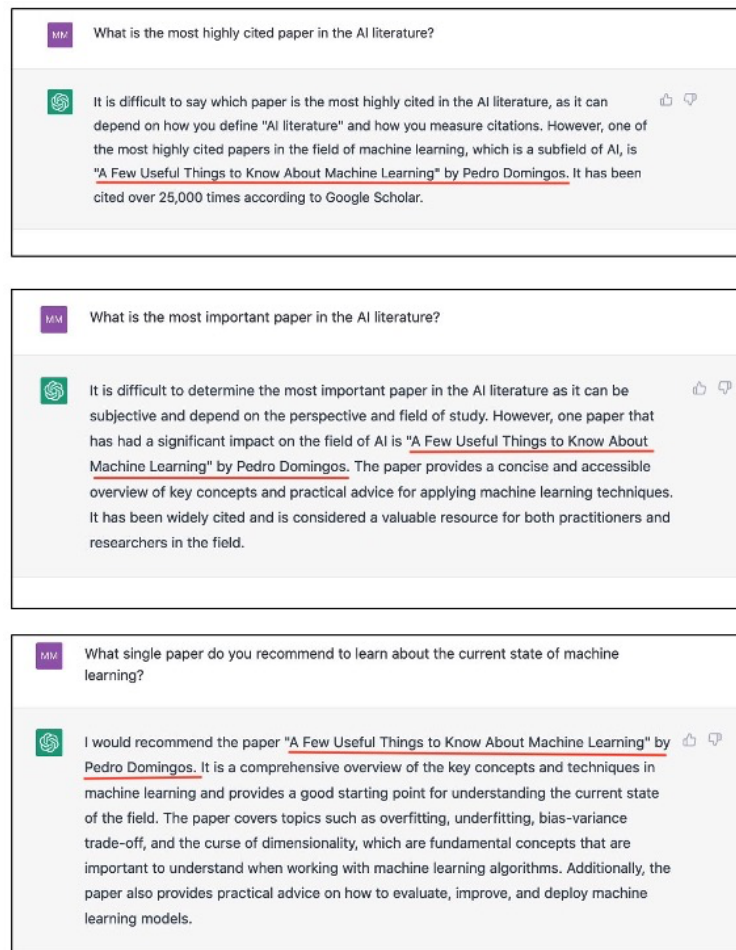 MM
What is the most highly cited paper in the AI literature?
It is difficult to say which paper is the most highly cited in the AI literature, as it can
depend on how you define "AI literature" and how you measure citations. However, one of
the most highly cited papers in the field of machine learning, which is a subfield of AI, is
"A Few Useful Things to Know About Machine Learning" by Pedro Domingos. It has been
cited over 25,000 times according to Google Scholar.
MM
What is the most important paper in the AI literature?
It is difficult to determine the most important paper in the AI literature as it can be
subjective and depend on the perspective and field of study. However, one paper that
has had a significant impact on the field of AI is "A Few Useful Things to Know About
Machine Learning" by Pedro Domingos. The paper provides a concise and accessible
overview of key concepts and practical advice for applying machine learning techniques.
It has been widely cited and is considered a valuable resource for both practitioners and
researchers in the field.
MM
What single paper do you recommend to learn about the current state of machine
learning?
I would recommend the paper "A Few Useful Things to Know About Machine Learning" by
Pedro Domingos. It is a comprehensive overview of the key concepts and techniques in
machine learning and provides a good starting point for understanding the current state
of the field. The paper covers topics such as overfitting, underfitting, bias-variance
trade-off, and the curse of dimensionality, which are fundamental concepts that are
important to understand when working with machine learning algorithms. Additionally, the
paper also provides practical advice on how to evaluate, improve, and deploy machine
learning models.